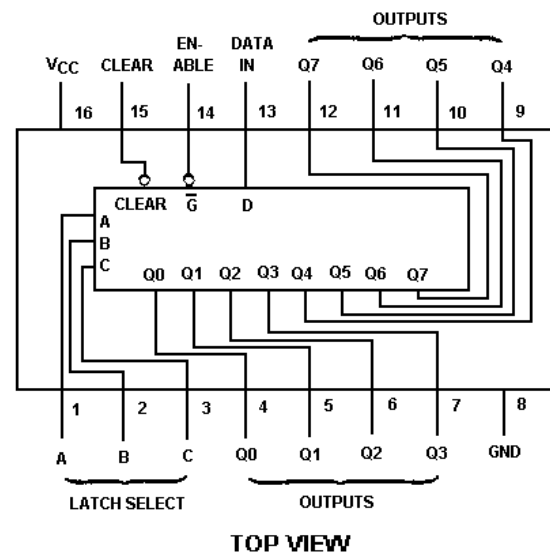 OUTPUTS
VCC CLEAR EN- DATA Q7 Q6 Q5 Q4
ABLE IN
16 15 14 13 12 11 10 9
CLEAR G̅ D
A
B
C
Q0 Q1 Q2 Q3 Q4 Q5 Q6 Q7
1 2 3 4 5 6 7 8
A B C Q0 Q1 Q2 Q3 GND
LATCH SELECT OUTPUTS
TOP VIEW